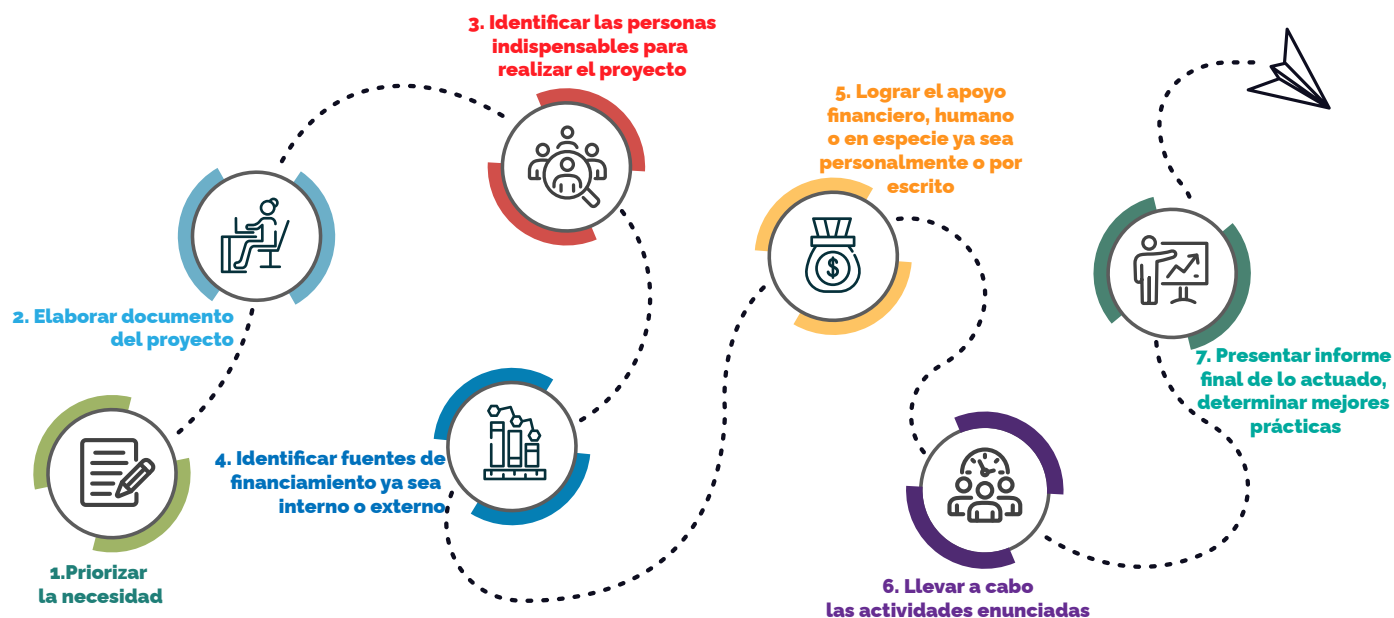 1.Priorizar
la necesidad
2. Elaborar documento
del proyecto
3. Identificar las personas
indispensables para
realizar el proyecto
4. Identificar fuentes de
financiamiento ya sea
interno o externo
5. Lograr el apoyo
financiero, humano
o en especie ya sea
personalmente o por
escrito
$
6. Llevar a cabo
las actividades enunciadas
7. Presentar informe
final de lo actuado,
determinar mejores
prácticas